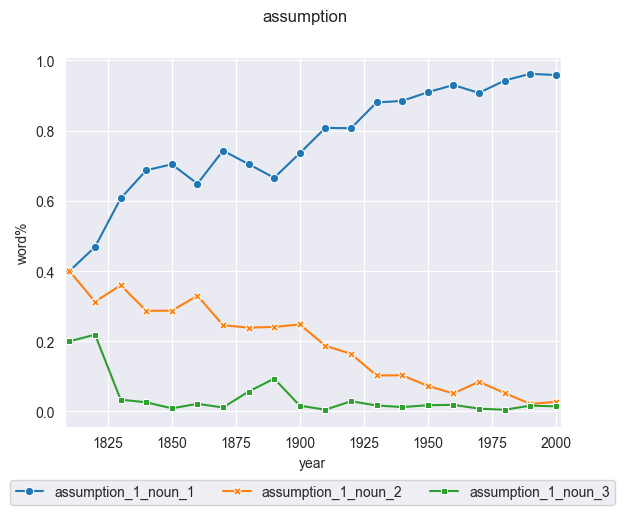 assumption
1.0
0.8
0.6
0.4
0.2
0.0
word%
1825 1850 1875 1900 1925 1950 1975 2000
year
assumption_1_noun_1 assumption_1_noun_2 assumption_1_noun_3